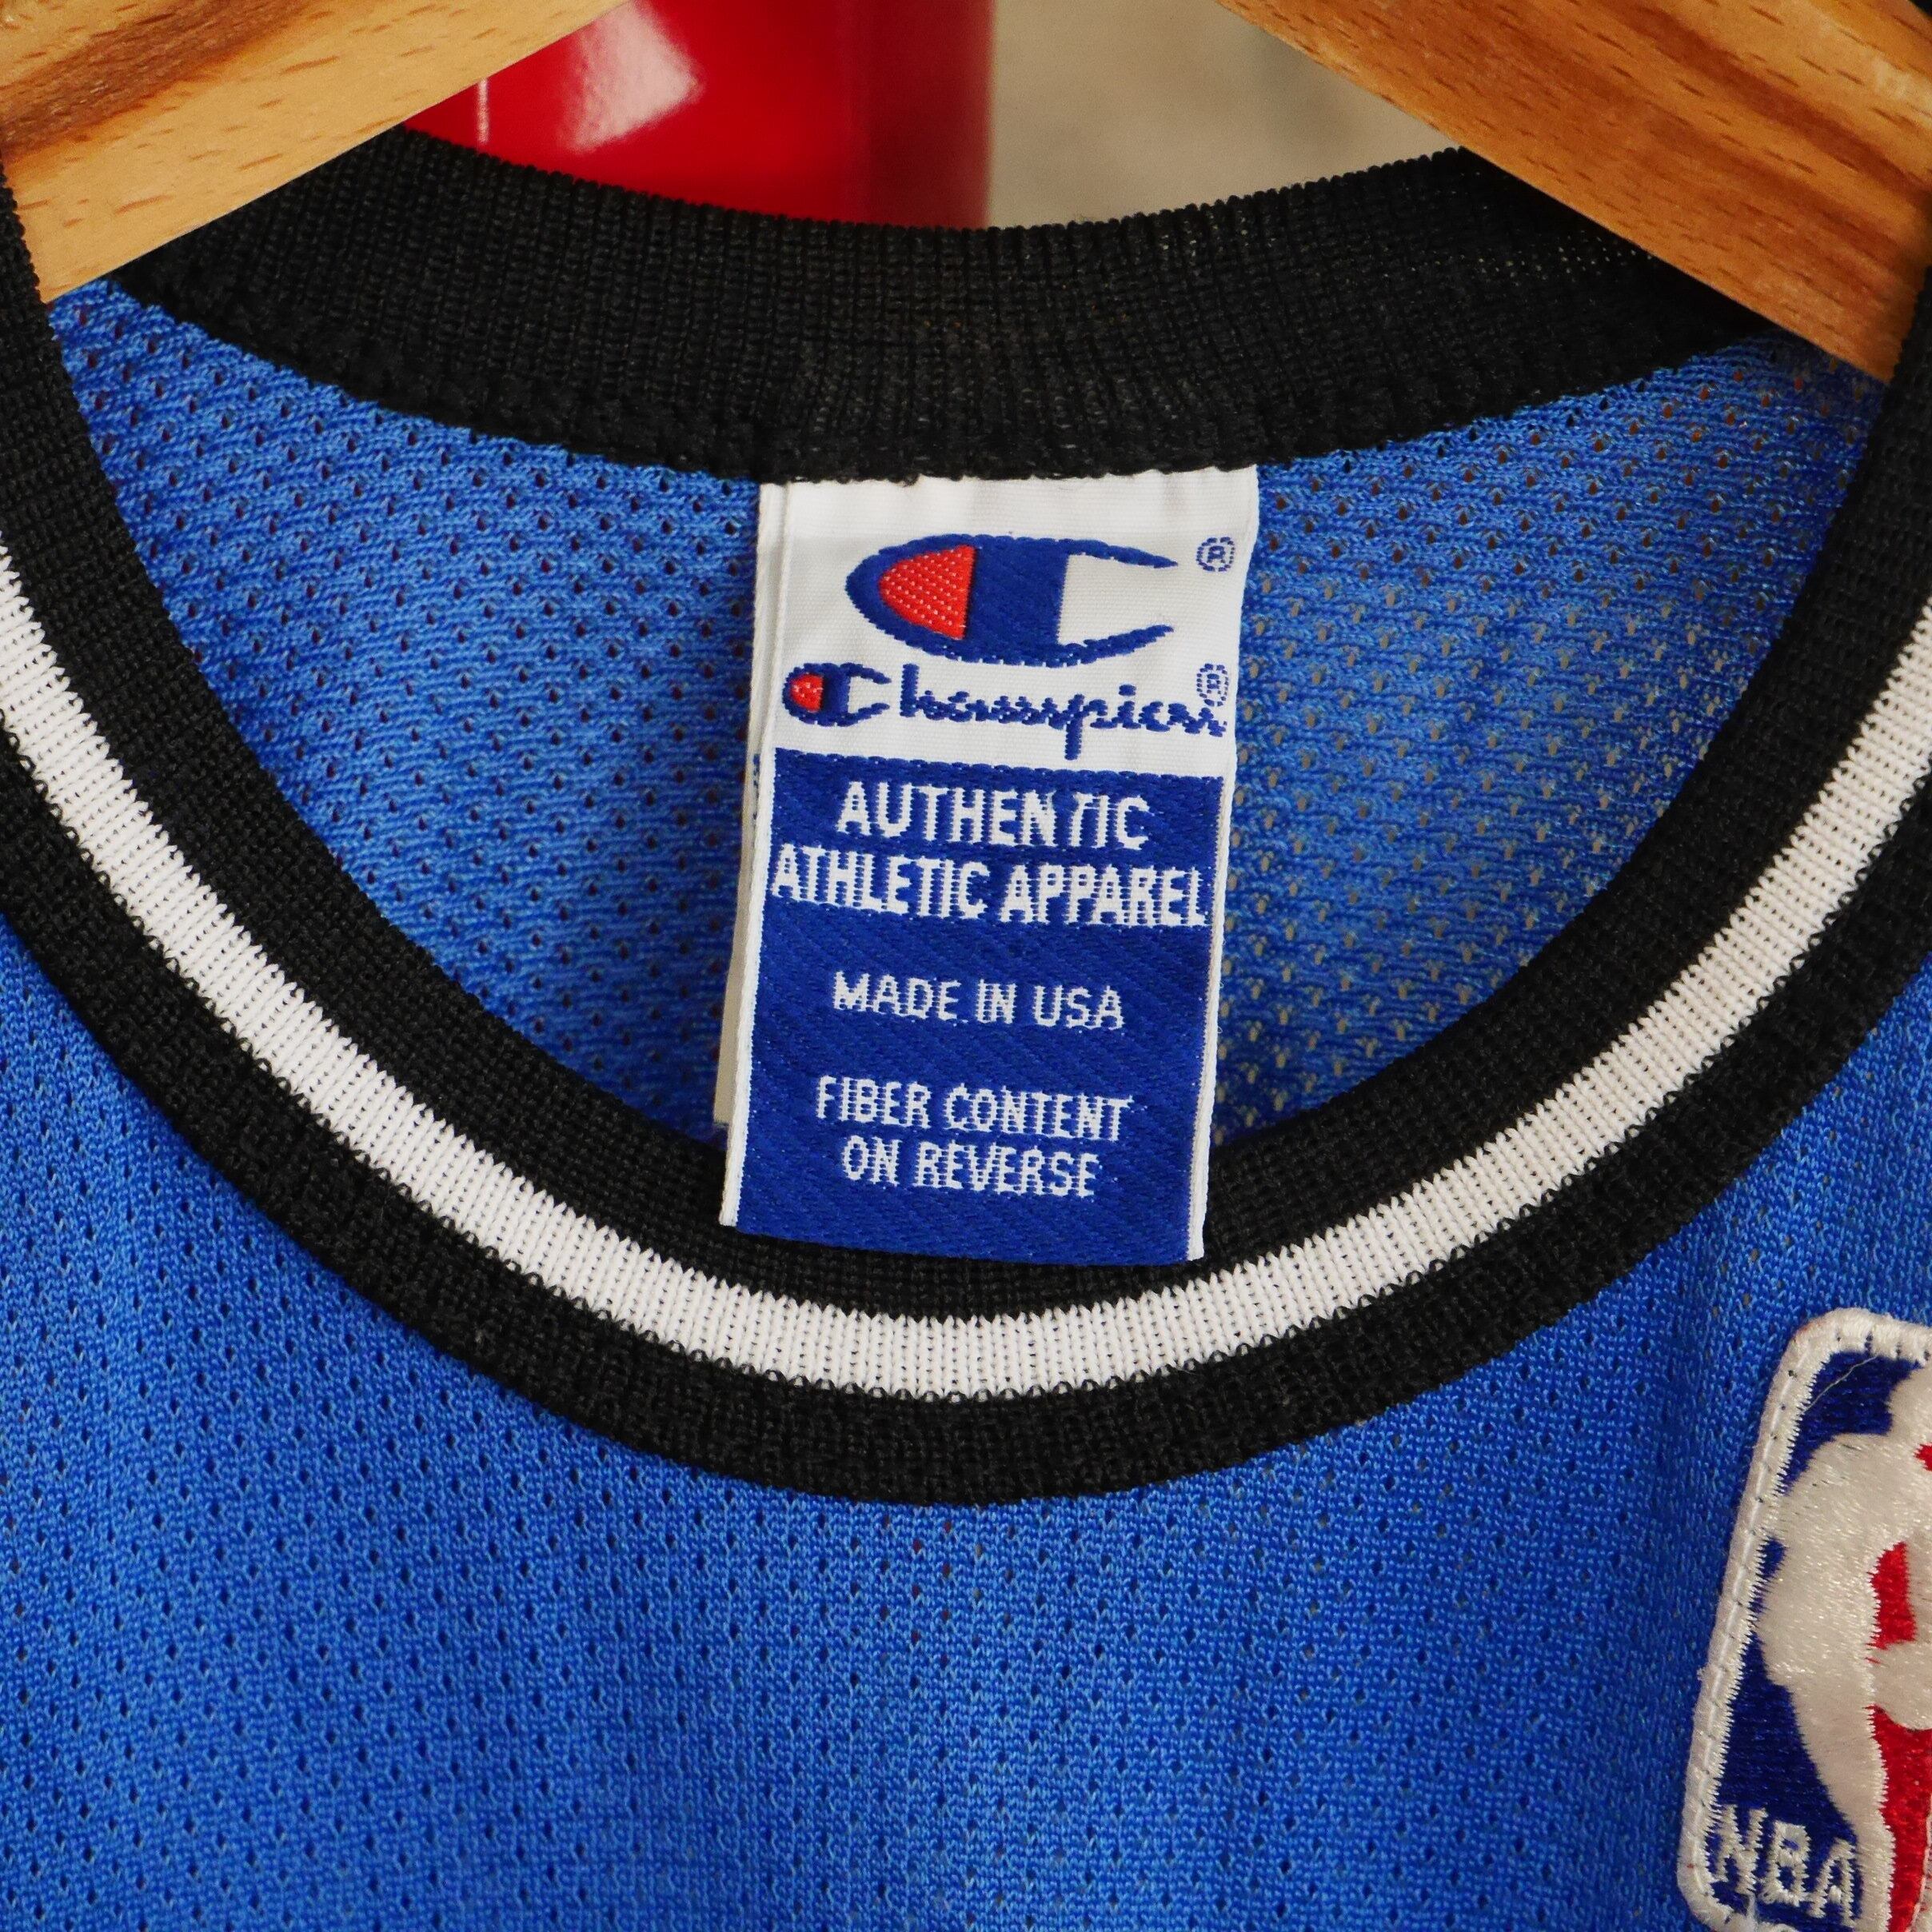 Champion
AUTHENTIC
ATHLETIC APPAREL
MADE IN USA
FIBER CONTENT
ON REVERSE
NBA